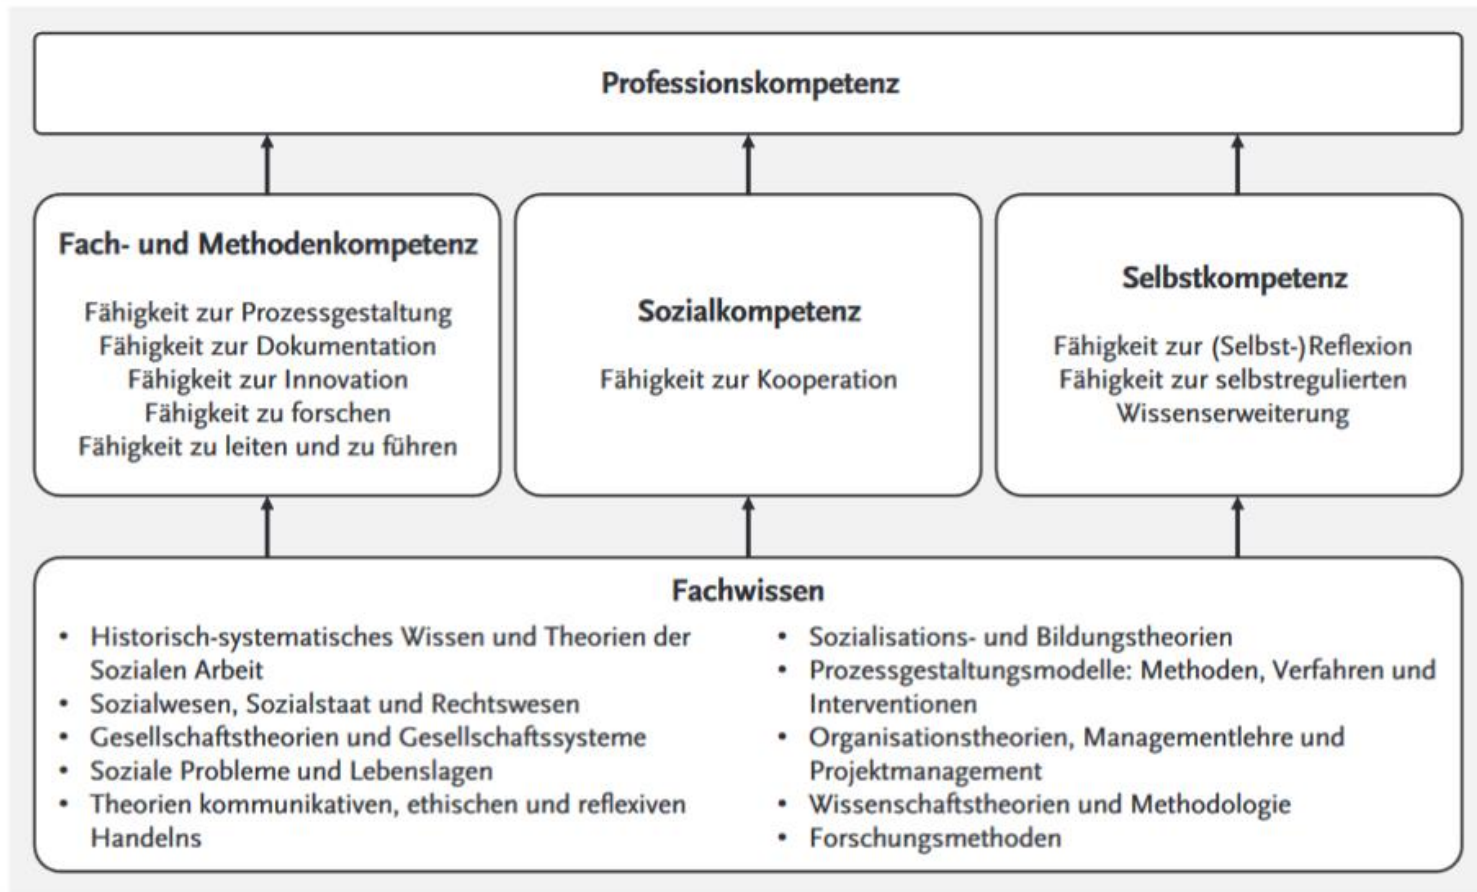 Professionskompetenz
Fach- und Methodenkompetenz
Fähigkeit zur Prozessgestaltung
Fähigkeit zur Dokumentation
Fähigkeit zur Innovation
Fähigkeit zu forschen
Fähigkeit zu leiten und zu führen
Sozialkompetenz
Fähigkeit zur Kooperation
Selbstkompetenz
Fähigkeit zur (Selbst-)Reflexion
Fähigkeit zur selbstregulierten
Wissenserweiterung
Fachwissen
• Historisch-systematisches Wissen und Theorien der
Sozialen Arbeit
• Sozialwesen, Sozialstaat und Rechtswesen
• Gesellschaftstheorien und Gesellschaftssysteme
• Soziale Probleme und Lebenslagen
• Theorien kommunikativen, ethischen und reflexiven
Handelns
• Sozialisations- und Bildungstheorien
• Prozessgestaltungsmodelle: Methoden, Verfahren und
Interventionen
• Organisationstheorien, Managementlehre und
Projektmanagement
• Wissenschaftstheorien und Methodologie
• Forschungsmethoden